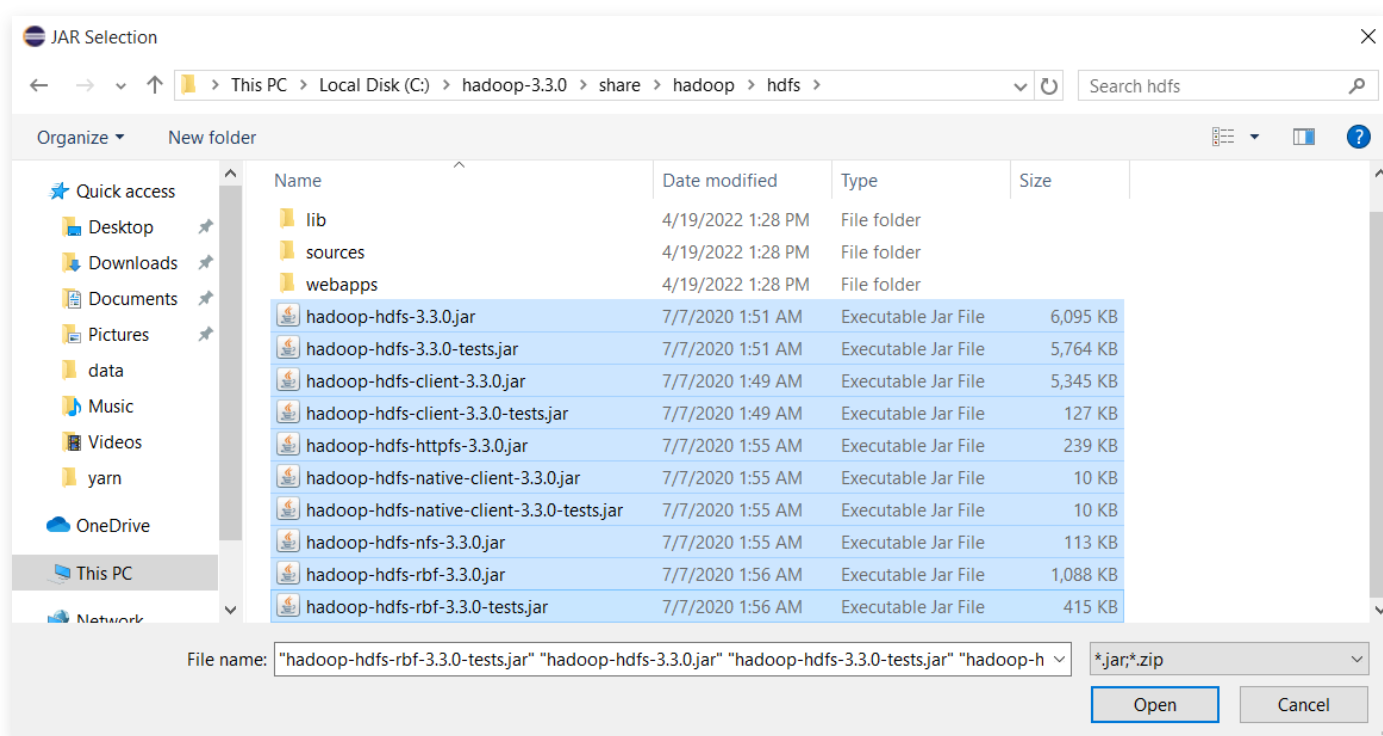 JAR Selection
This PC > Local Disk (C:) > hadoop-3.3.0 > share > hadoop > hdfs >
Search hdfs
Organize
New folder
?
Name Date modified Type Size
Quick access
Desktop
Downloads
Documents
Pictures
data
Music
Videos
yarn
OneDrive
This PC
Network
lib 4/19/2022 1:28 PM File folder
sources 4/19/2022 1:28 PM File folder
webapps 4/19/2022 1:28 PM File folder
hadoop-hdfs-3.3.0.jar 7/7/2020 1:51 AM Executable Jar File 6,095 KB
hadoop-hdfs-3.3.0-tests.jar 7/7/2020 1:51 AM Executable Jar File 5,764 KB
hadoop-hdfs-client-3.3.0.jar 7/7/2020 1:49 AM Executable Jar File 5,345 KB
hadoop-hdfs-client-3.3.0-tests.jar 7/7/2020 1:49 AM Executable Jar File 127 KB
hadoop-hdfs-httpfs-3.3.0.jar 7/7/2020 1:55 AM Executable Jar File 239 KB
hadoop-hdfs-native-client-3.3.0.jar 7/7/2020 1:55 AM Executable Jar File 10 KB
hadoop-hdfs-native-client-3.3.0-tests.jar 7/7/2020 1:55 AM Executable Jar File 10 KB
hadoop-hdfs-nfs-3.3.0.jar 7/7/2020 1:55 AM Executable Jar File 113 KB
hadoop-hdfs-rbf-3.3.0.jar 7/7/2020 1:56 AM Executable Jar File 1,088 KB
hadoop-hdfs-rbf-3.3.0-tests.jar 7/7/2020 1:56 AM Executable Jar File 415 KB
File name: "hadoop-hdfs-rbf-3.3.0-tests.jar" "hadoop-hdfs-3.3.0.jar" "hadoop-hdfs-3.3.0-tests.jar" "hadoop-h
*.jar;*.zip
Open
Cancel